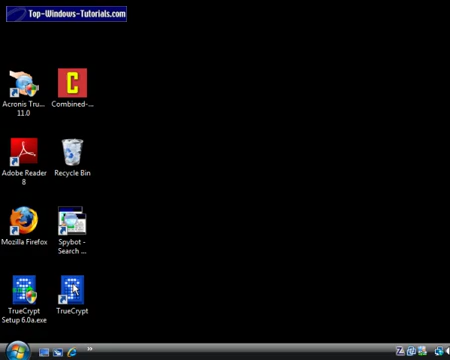 Top-Windows-Tutorials.com
Acronis Tru...
11.0
Combined-...
Adobe Reader
8
Recycle Bin
Mozilla Firefox
Spybot -
Search ...
TrueCrypt
Setup 6.0a.exe
TrueCrypt